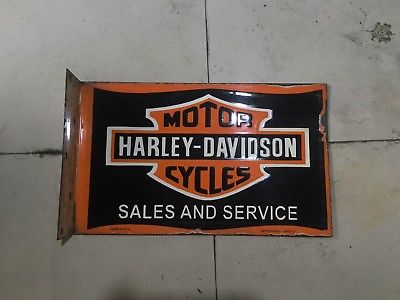 MOTOR
HARLEY-DAVIDSON
CYCLES
SALES AND SERVICE